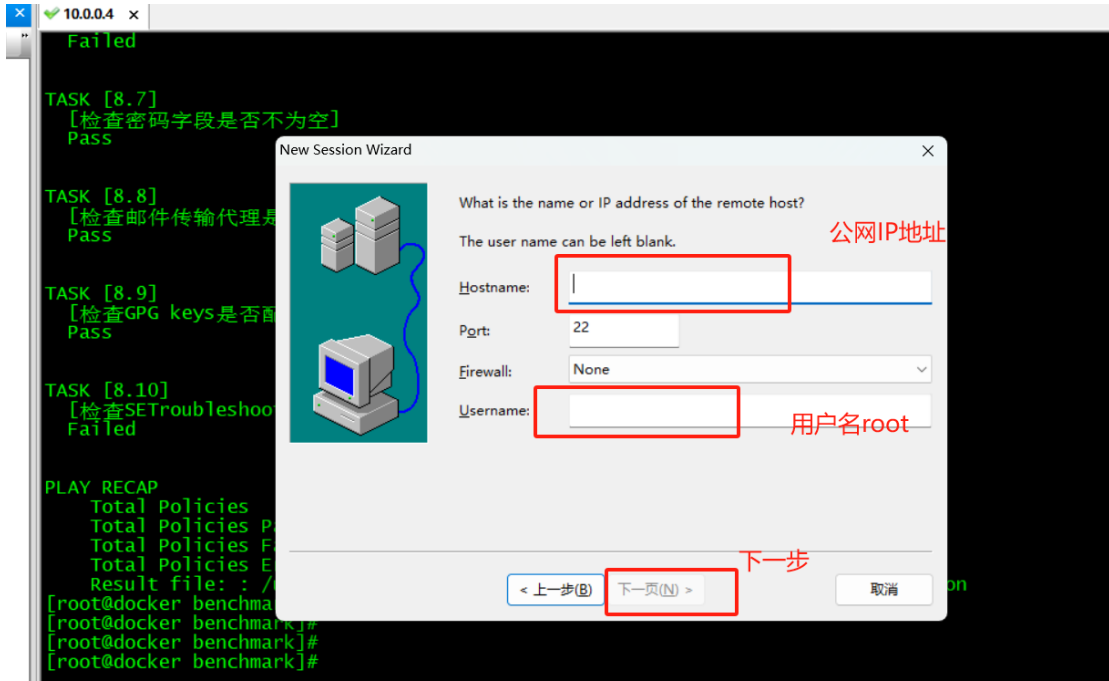 10.0.0.4
Failed
TASK [8.7]
[检查密码字段是否不为空]
Pass
New Session Wizard
TASK [8.8]
[检查邮件传输代理是
Pass
What is the name or IP address of the remote host?
The user name can be left blank.
公网IP地址
TASK [8.9]
[检查GPG keys是否配
Pass
Hostname:
Port:
22
Firewall:
None
TASK [8.10]
[检查SETroubleshoo
Failed
Username:
用户名root
PLAY RECAP
Total Policies
Total Policies P
Total Policies F
Total Policies E
Result file: : /
on
下一步
< 上一步(B)
下一页(N) >
取消
[root@docker benchma
[root@docker benchmark]#
[root@docker benchmark]#
[root@docker benchmark]#